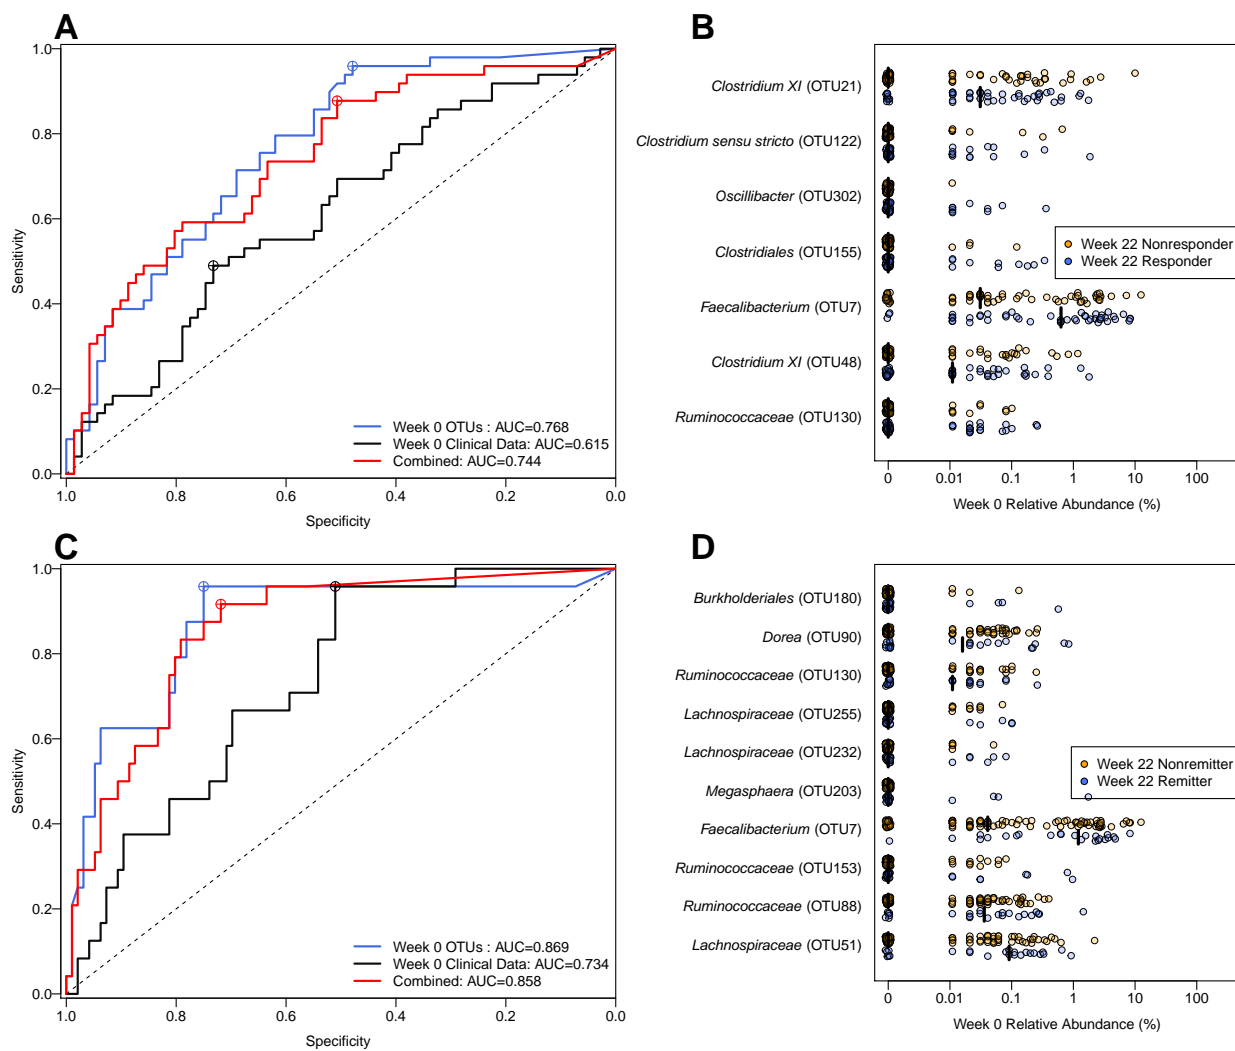 A
1.0
0.8
0.6
0.4
0.2
0.0
Sensitivity
1.0
0.8
0.6
0.4
0.2
0.0
Specificity
Week 0 OTUs : AUC=0.768
Week 0 Clinical Data: AUC=0.615
Combined: AUC=0.744
B
Clostridium XI (OTU21)
Clostridium sensu stricto (OTU122)
Oscillibacter (OTU302)
Clostridiales (OTU155)
Faecalibacterium (OTU7)
Clostridium XI (OTU48)
Ruminococcaceae (OTU130)
Week 22 Nonresponder
Week 22 Responder
0
0.01
0.1
1
10
100
Week 0 Relative Abundance (%)
C
1.0
0.8
0.6
0.4
0.2
0.0
Sensitivity
1.0
0.8
0.6
0.4
0.2
0.0
Specificity
Week 0 OTUs : AUC=0.869
Week 0 Clinical Data: AUC=0.734
Combined: AUC=0.858
D
Burkholderiales (OTU180)
Dorea (OTU90)
Ruminococcaceae (OTU130)
Lachnospiraceae (OTU255)
Lachnospiraceae (OTU232)
Megasphaera (OTU203)
Faecalibacterium (OTU7)
Ruminococcaceae (OTU153)
Ruminococcaceae (OTU88)
Lachnospiraceae (OTU51)
Week 22 Nonremitter
Week 22 Remitter
0
0.01
0.1
1
10
100
Week 0 Relative Abundance (%)